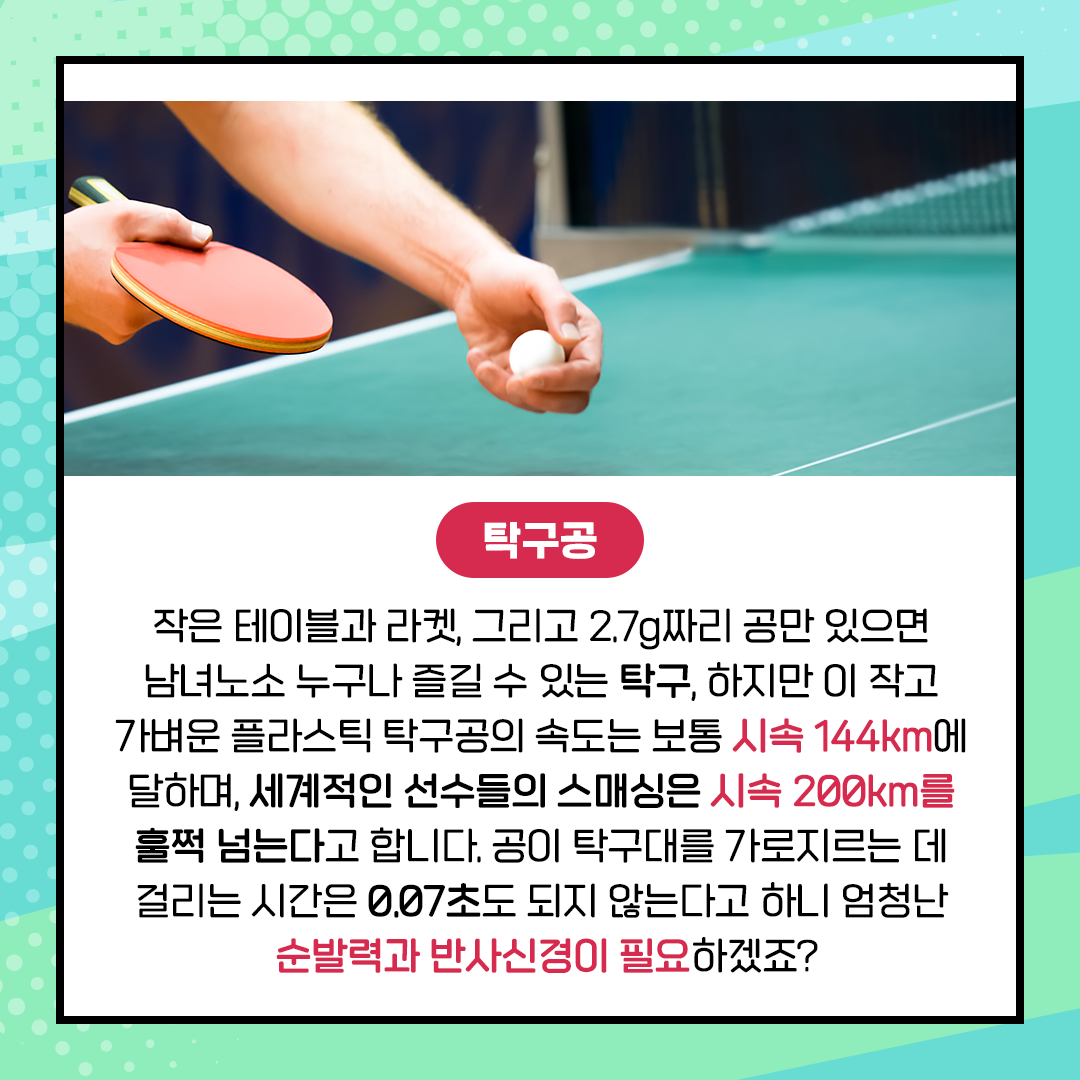 탁구공
작은 테이블과 라켓, 그리고 2.7g짜리 공만 있으면
남녀노소 누구나 즐길 수 있는 탁구, 하지만 이 작고
가벼운 플라스틱 탁구공의 속도는 보통 시속 144km에
달하며, 세계적인 선수들의 스매싱은 시속 200km를
훌쩍 넘는다고 합니다. 공이 탁구대를 가로지르는 데
걸리는 시간은 0.07초도 되지 않는다고 하니 엄청난
순발력과 반사신경이 필요하겠죠?